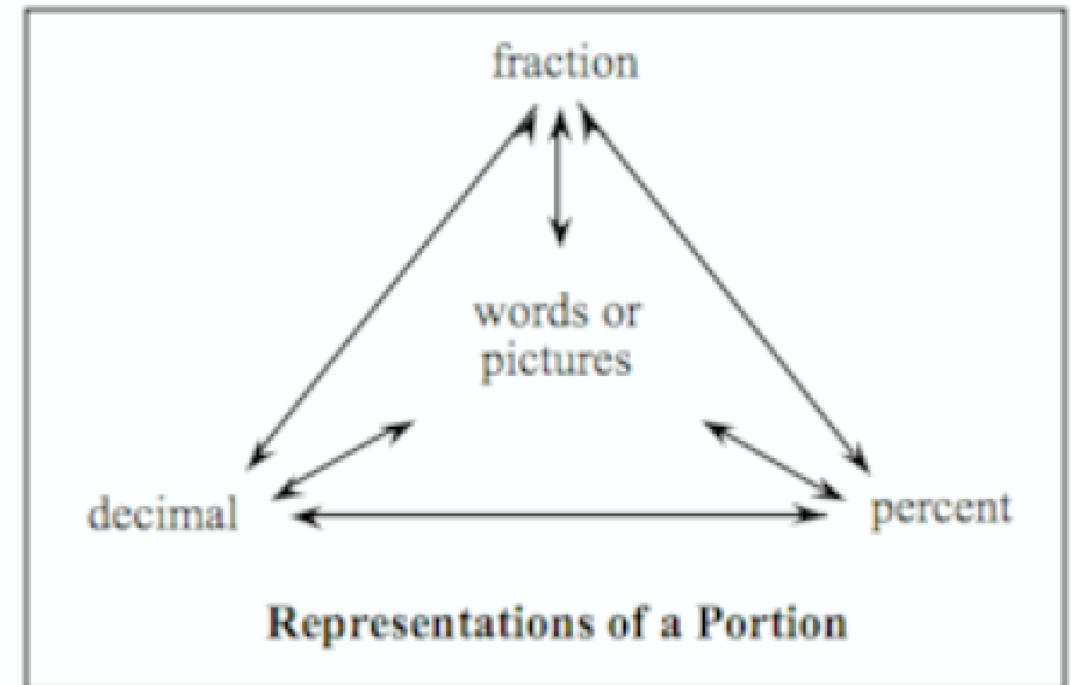 fraction
words or
pictures
decimal
percent
Representations of a Portion